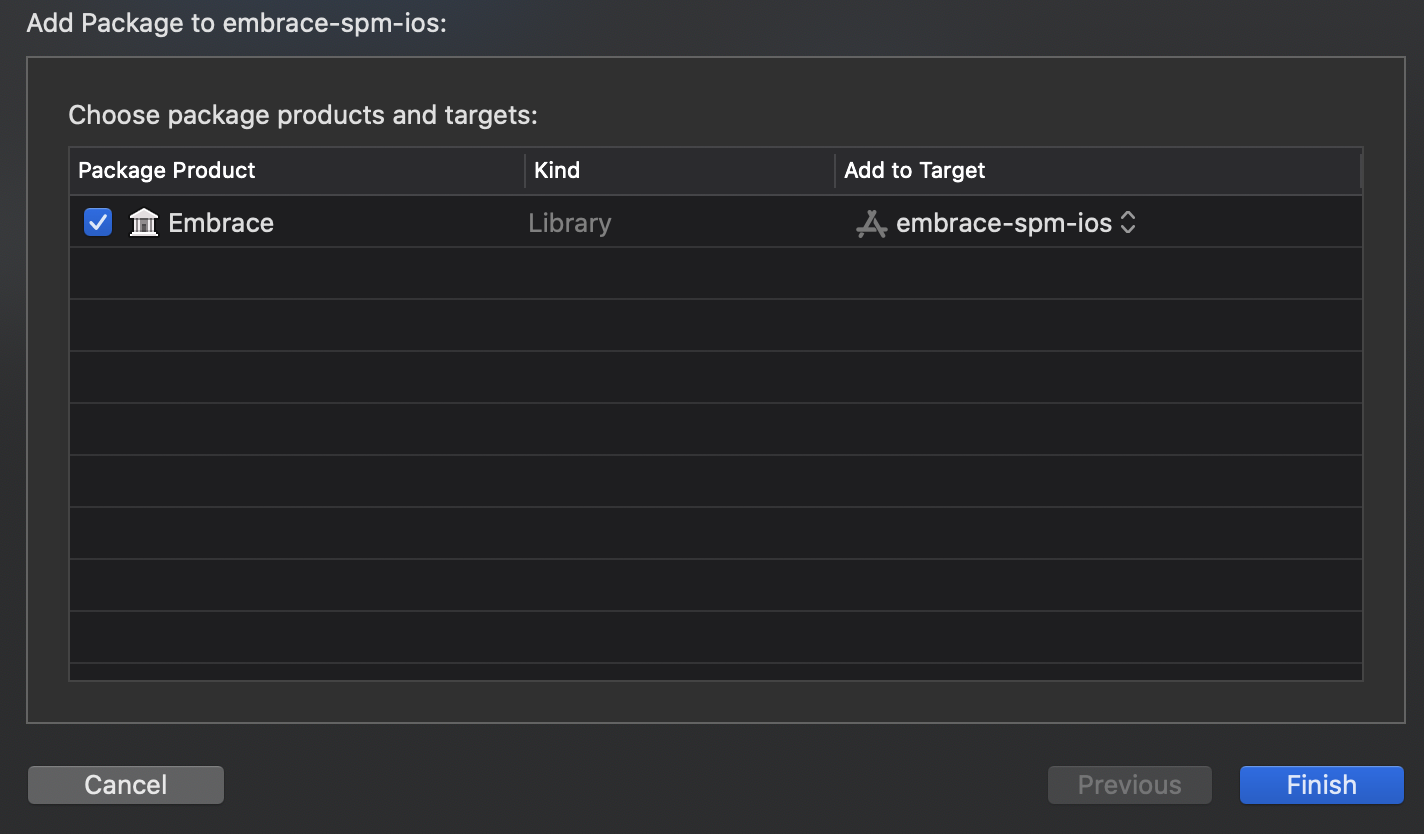 Add Package to embrace-spm-ios:
Choose package products and targets:
Package Product Kind Add to Target
Embrace Library embrace-spm-ios
Cancel Previous Finish